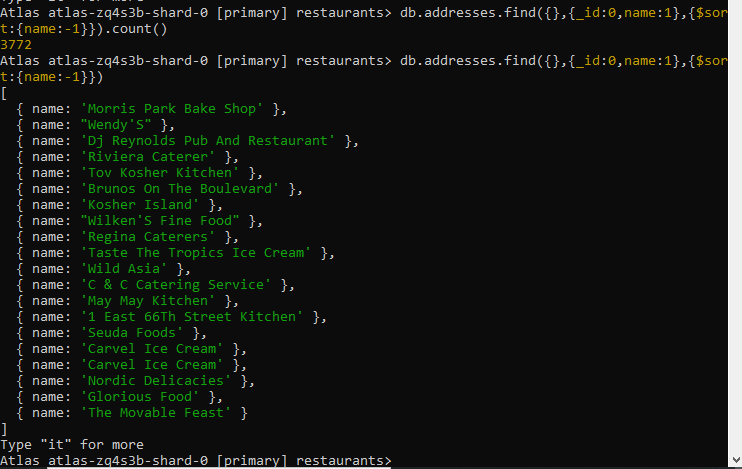 Atlas atlas-zq4s3b-shard-0 [primary] restaurants> db.addresses.find({},{_id:0,name:1},{$sor
t:{name:-1}}).count()
3772
Atlas atlas-zq4s3b-shard-0 [primary] restaurants> db.addresses.find({},{_id:0,name:1},{$sor
t:{name:-1}})
[
  { name: 'Morris Park Bake Shop' },
  { name: "Wendy'S" },
  { name: 'Dj Reynolds Pub And Restaurant' },
  { name: 'Riviera Caterer' },
  { name: 'Tov Kosher Kitchen' },
  { name: 'Brunos On The Boulevard' },
  { name: 'Kosher Island' },
  { name: "Wilken'S Fine Food" },
  { name: 'Regina Caterers' },
  { name: 'Taste The Tropics Ice Cream' },
  { name: 'Wild Asia' },
  { name: 'C & C Catering Service' },
  { name: 'May May Kitchen' },
  { name: '1 East 66Th Street Kitchen' },
  { name: 'Seuda Foods' },
  { name: 'Carvel Ice Cream' },
  { name: 'Carvel Ice Cream' },
  { name: 'Nordic Delicacies' },
  { name: 'Glorious Food' },
  { name: 'The Movable Feast' }
]
Type "it" for more
Atlas atlas-zq4s3b-shard-0 [primary] restaurants>